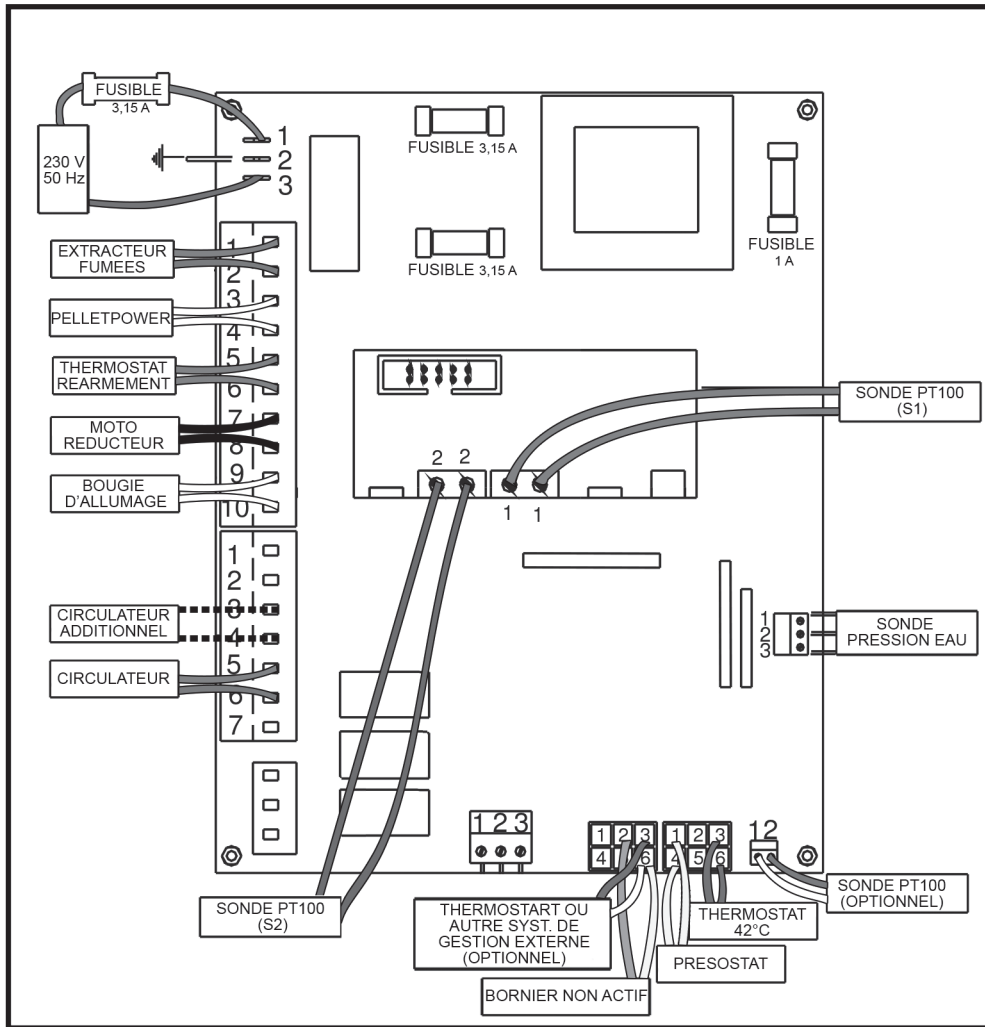 FUSIBLE
3,15 A
230 V
50 Hz
1
2
3
FUSIBLE 3,15 A
FUSIBLE 3,15 A
FUSIBLE
1 A
EXTRACTEUR
FUMEES
1
2
PELLETPOWER
3
4
THERMOSTAT
REARMEMENT
5
6
MOTO
REDUCTEUR
7
8
BOUGIE
D'ALLUMAGE
9
10
SONDE PT100
(S1)
2 2
1 1
1
2
CIRCULATEUR
ADDITIONNEL
3
4
CIRCULATEUR
5
6
7
1
2
3
SONDE
PRESSION EAU
1 2 3
1 2 3
4 6
1 2 3
4 5 6
12
SONDE PT100
(S2)
THERMOSTART OU
AUTRE SYST. DE
GESTION EXTERNE
(OPTIONNEL)
THERMOSTAT
42°C
SONDE PT100
(OPTIONNEL)
PRESOSTAT
BORNIER NON ACTIF